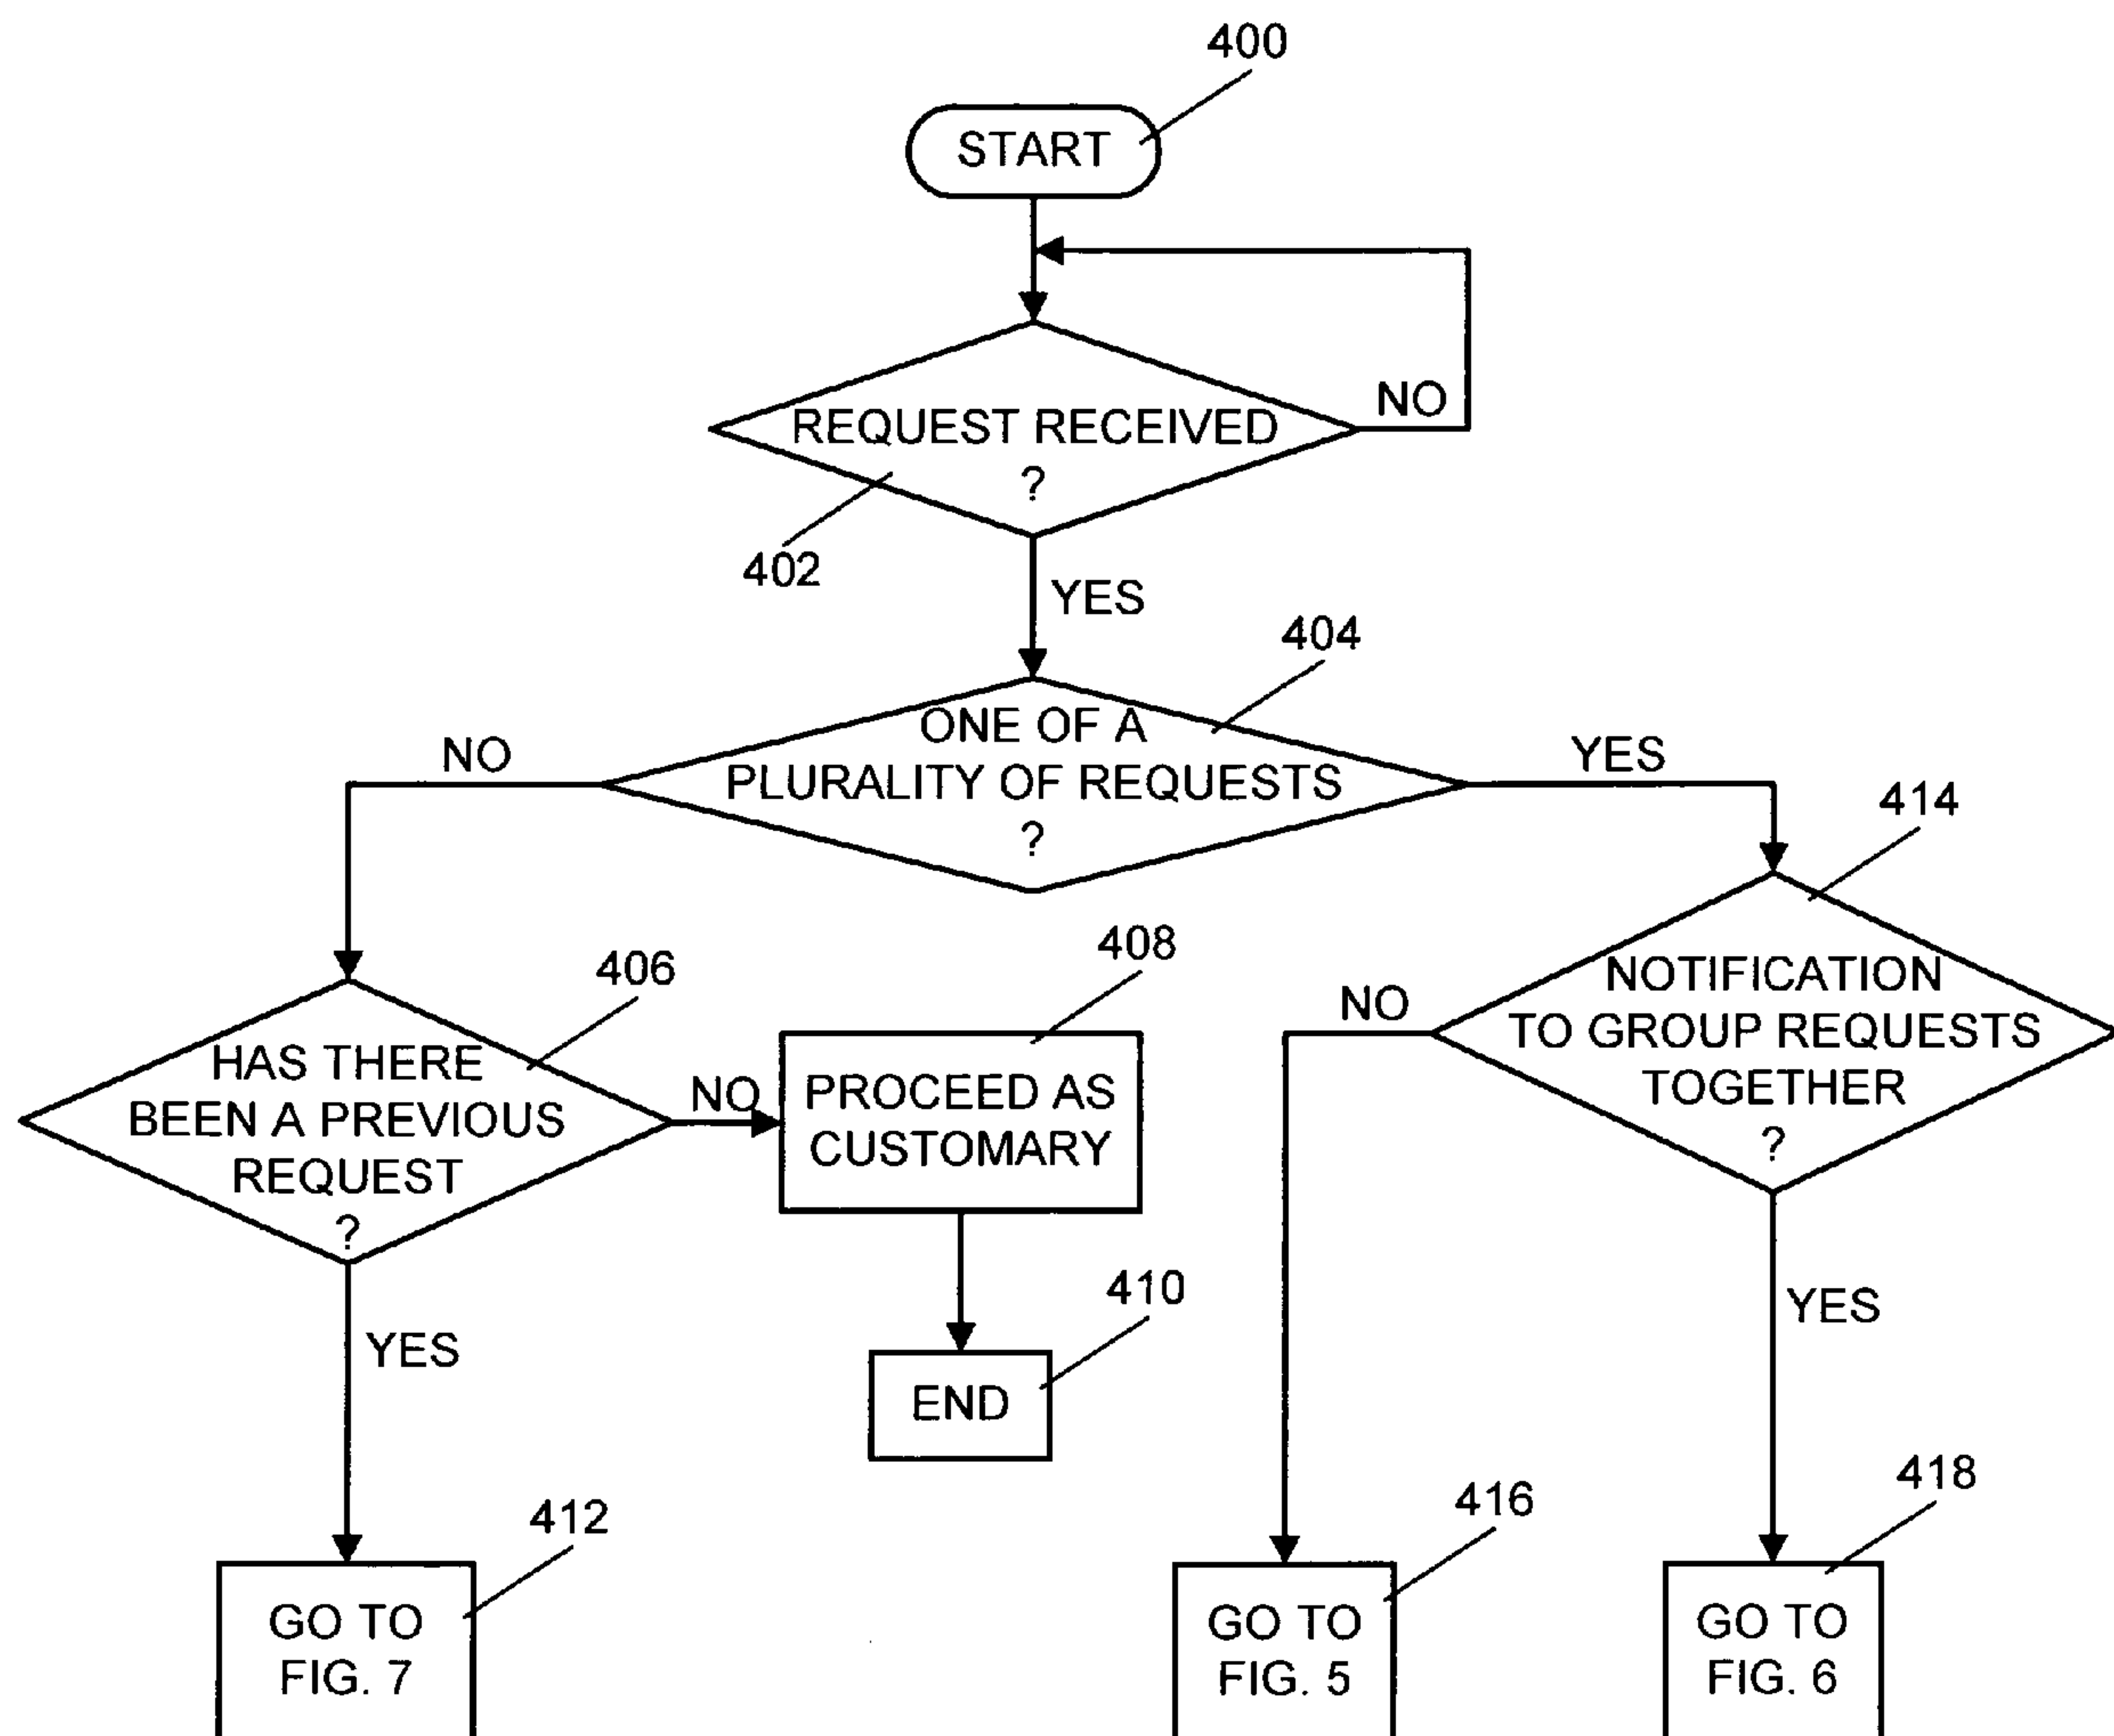 400
START
NO
REQUEST RECEIVED
?
402
YES
404
ONE OF A
PLURALITY OF REQUESTS
?
NO
YES
414
406
408
NOTIFICATION
TO GROUP REQUESTS
TOGETHER
?
NO
HAS THERE
BEEN A PREVIOUS
REQUEST
?
NO
PROCEED AS
CUSTOMARY
410
YES
YES
END
412
416
418
GO TO
FIG. 7
GO TO
FIG. 5
GO TO
FIG. 6